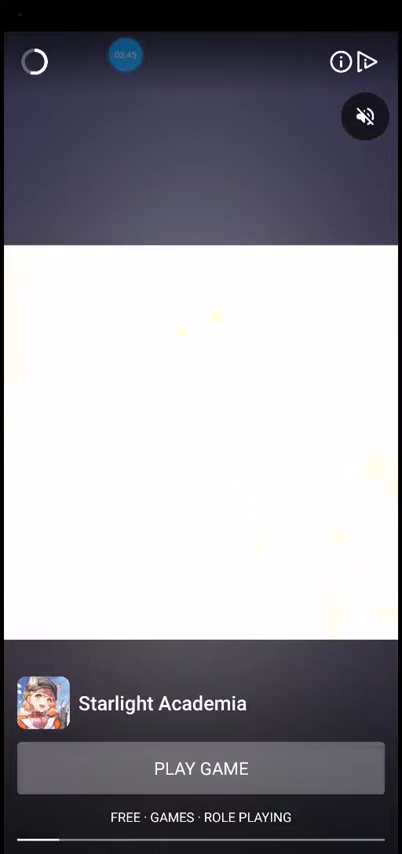 03:45
Starlight Academia
PLAY GAME
FREE · GAMES · ROLE PLAYING